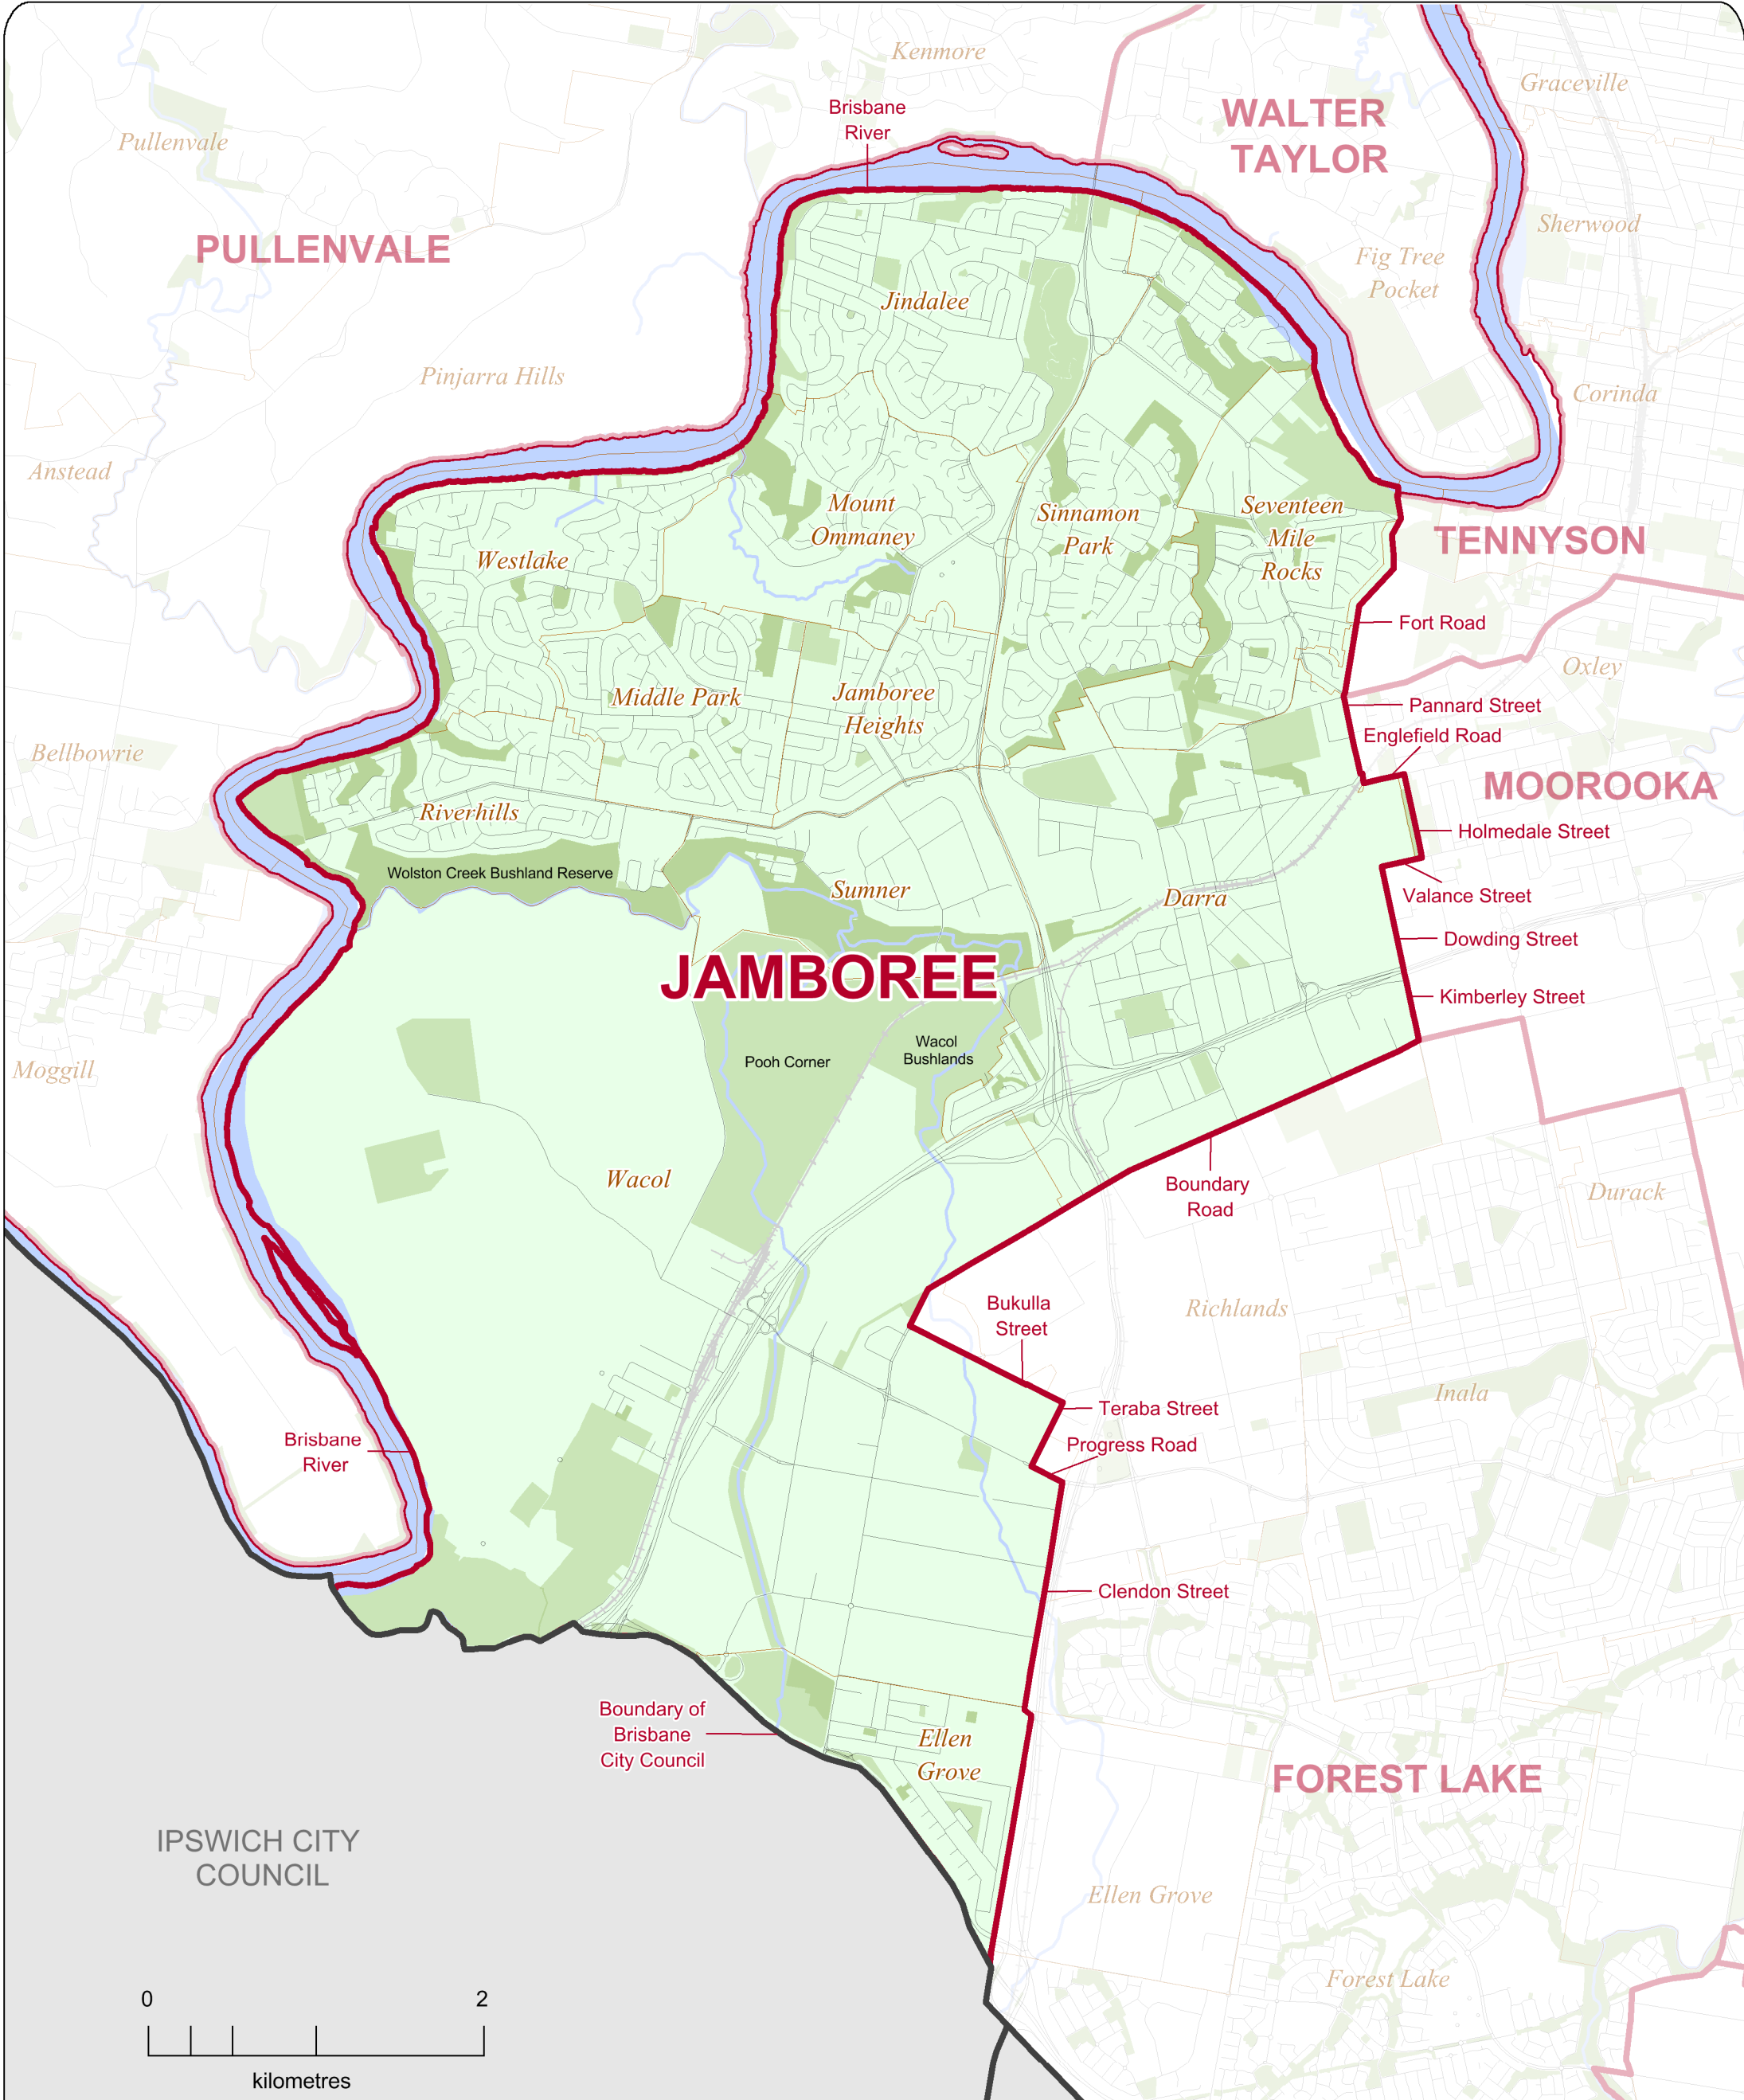 Kenmore
Graceville
WALTER
TAYLOR
Brisbane
River
Pullenvale
Sherwood
PULLENVALE
Fig Tree
Pocket
Jindalee
Pinjarra Hills
Corinda
Anstead
Mount
Ommaney
Sinnamon
Park
Seventeen
Mile
Rocks
TENNYSON
Westlake
Fort Road
Oxley
Middle Park
Jamboree
Heights
Pannard Street
Englefield Road
Bellbowrie
MOOROOKA
Riverhills
Holmedale Street
Wolston Creek Bushland Reserve
Sumner
Darra
Valance Street
Dowding Street
JAMBOREE
Kimberley Street
Wacol
Bushlands
Pooh Corner
Moggill
Wacol
Boundary
Road
Durack
Bukulla
Street
Richlands
Inala
Teraba Street
Progress Road
Brisbane
River
Clendon Street
Boundary of
Brisbane
City Council
Ellen
Grove
FOREST LAKE
IPSWICH CITY
COUNCIL
Ellen Grove
Forest Lake
0 2
kilometres